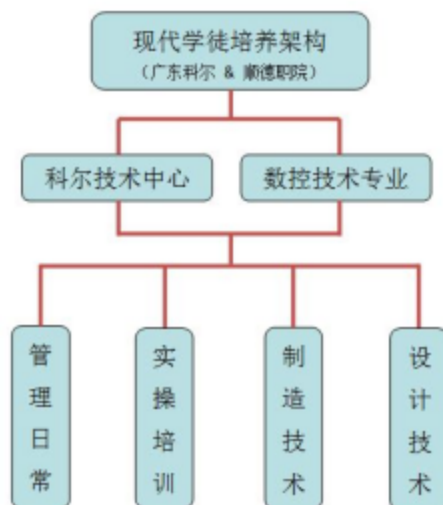 现代学徒培养架构
（广东科尔 & 顺德职院）
科尔技术中心
数控技术专业
管理日常
实操培训
制造技术
设计技术